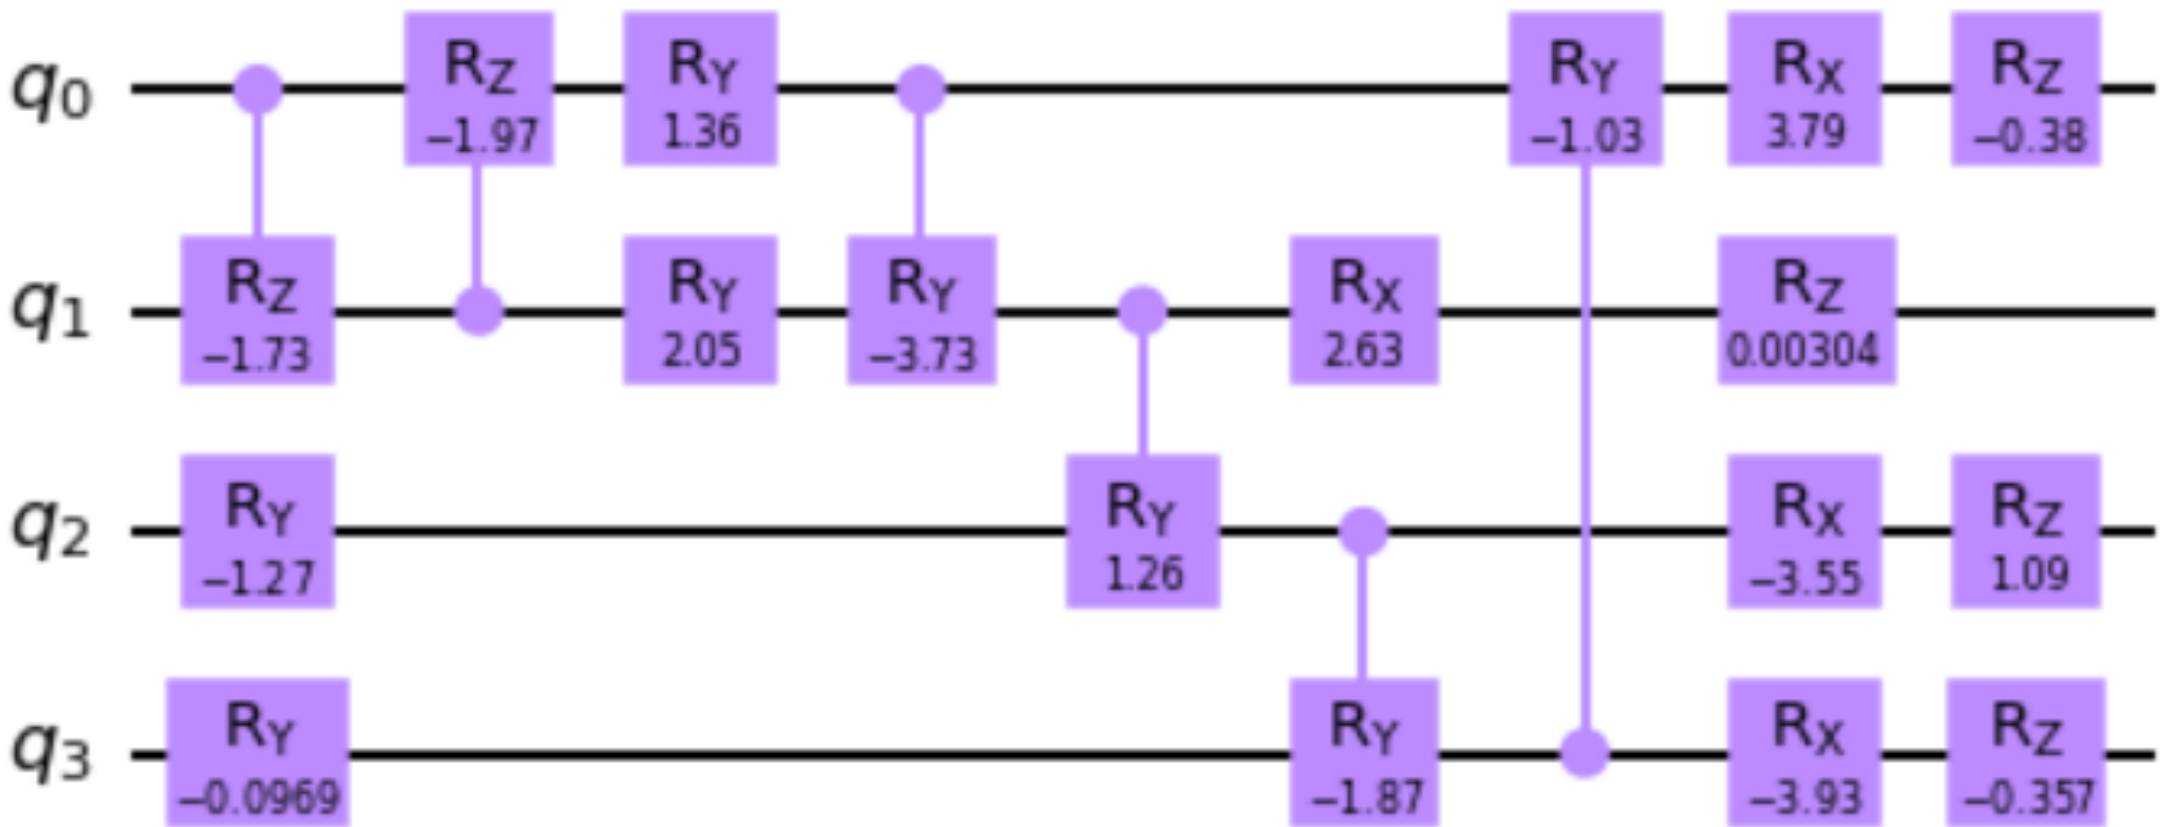 q0
RZ
−1.97
RY
1.36
RY
−1.03
RX
3.79
RZ
−0.38
q1
RZ
−1.73
RY
2.05
RY
−3.73
RX
2.63
RZ
0.00304
q2
RY
−1.27
RY
1.26
RX
−3.55
RZ
1.09
q3
RY
−0.0969
RY
−1.87
RX
−3.93
RZ
−0.357